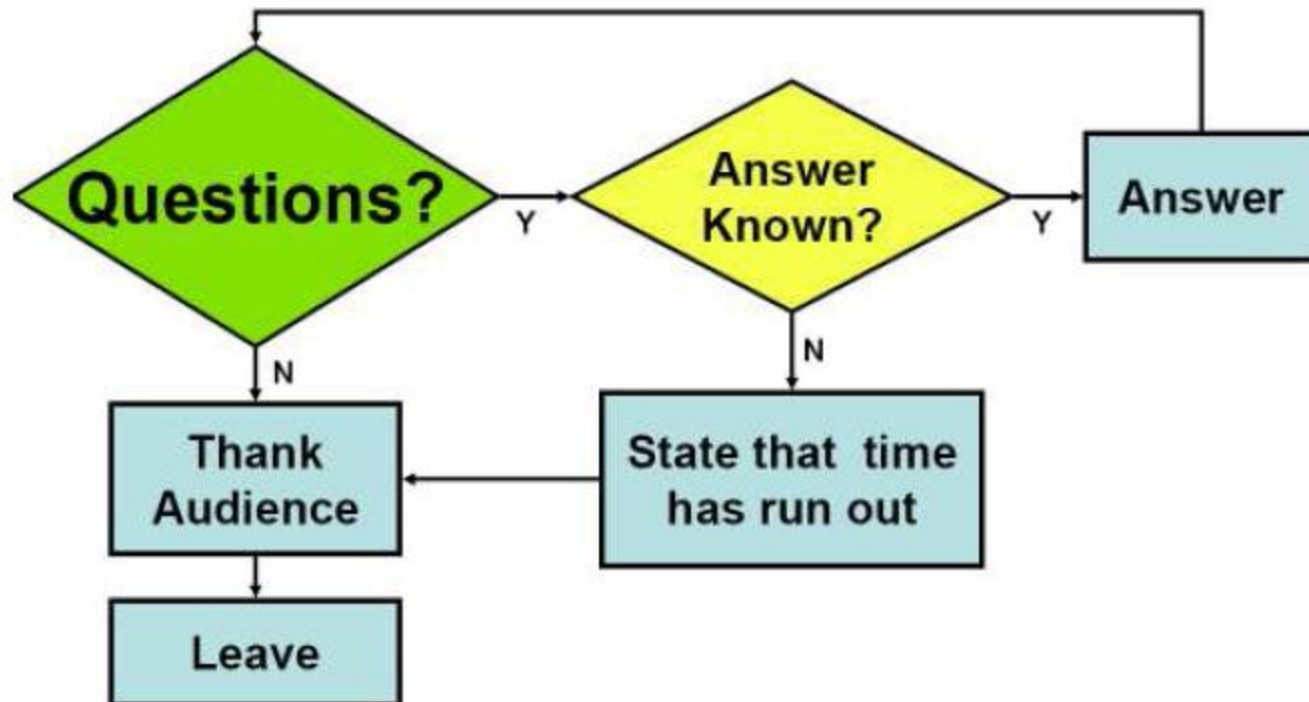 Questions?
Y
Answer
Known?
Y
Answer
N
N
Thank
Audience
State that time
has run out
Leave